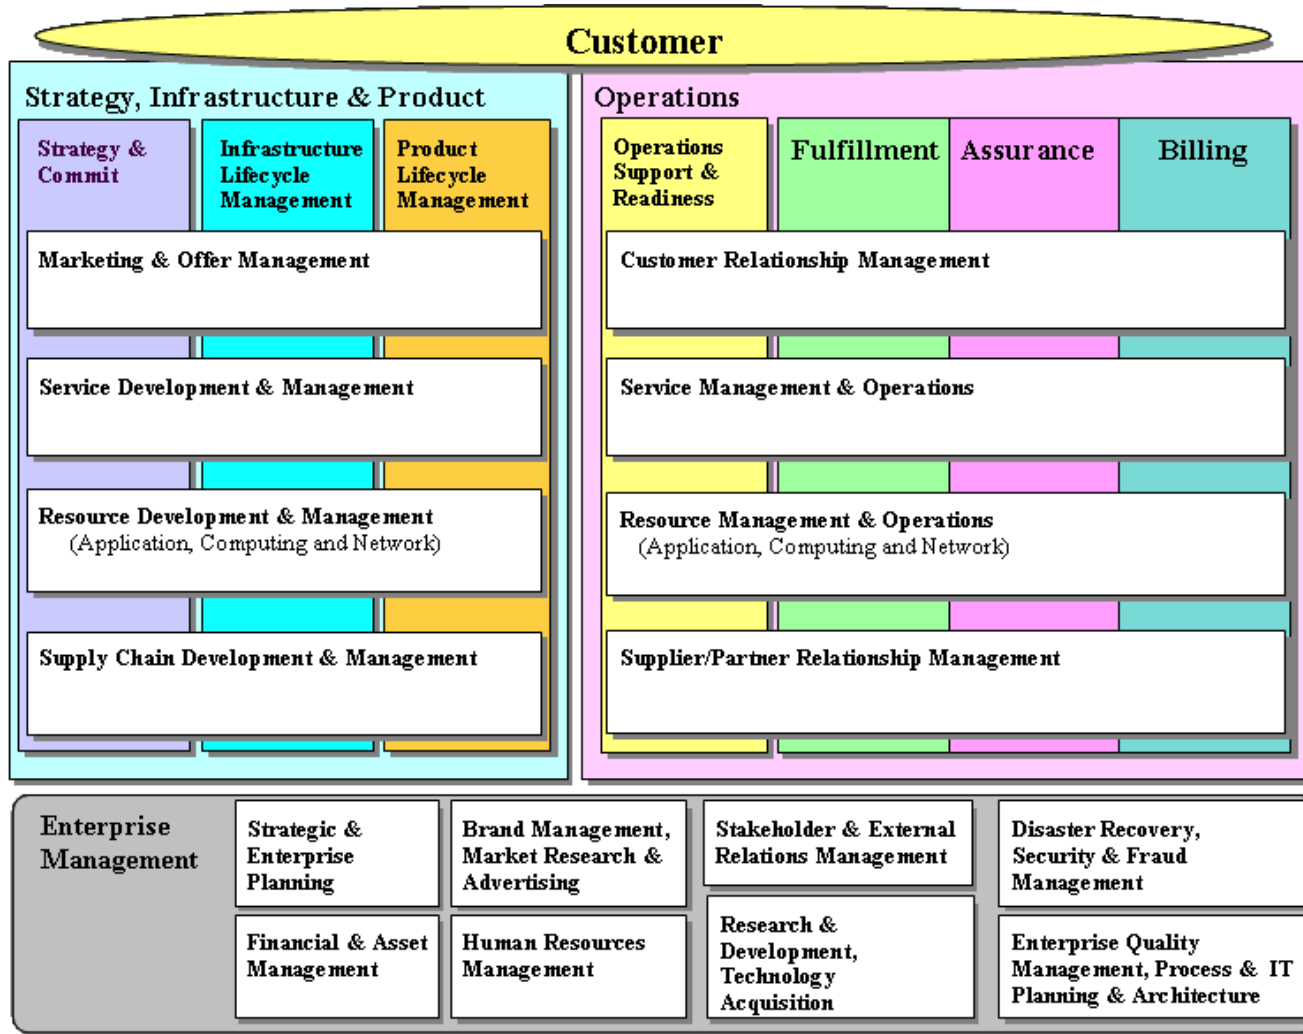 Customer
Strategy, Infrastructure & Product
Strategy &
Commit
Infrastructure
Lifecycle
Management
Product
Lifecycle
Management
Marketing & Offer Management
Service Development & Management
Resource Development & Management
(Application, Computing and Network)
Supply Chain Development & Management
Operations
Operations
Support &
Readiness
Fulfillment
Assurance
Billing
Customer Relationship Management
Service Management & Operations
Resource Management & Operations
(Application, Computing and Network)
Supplier/Partner Relationship Management
Enterprise
Management
Strategic &
Enterprise
Planning
Brand Management,
Market Research &
Advertising
Stakeholder & External
Relations Management
Disaster Recovery,
Security & Fraud
Management
Financial & Asset
Management
Human Resources
Management
Research &
Development,
Technology
Acquisition
Enterprise Quality
Management, Process & IT
Planning & Architecture